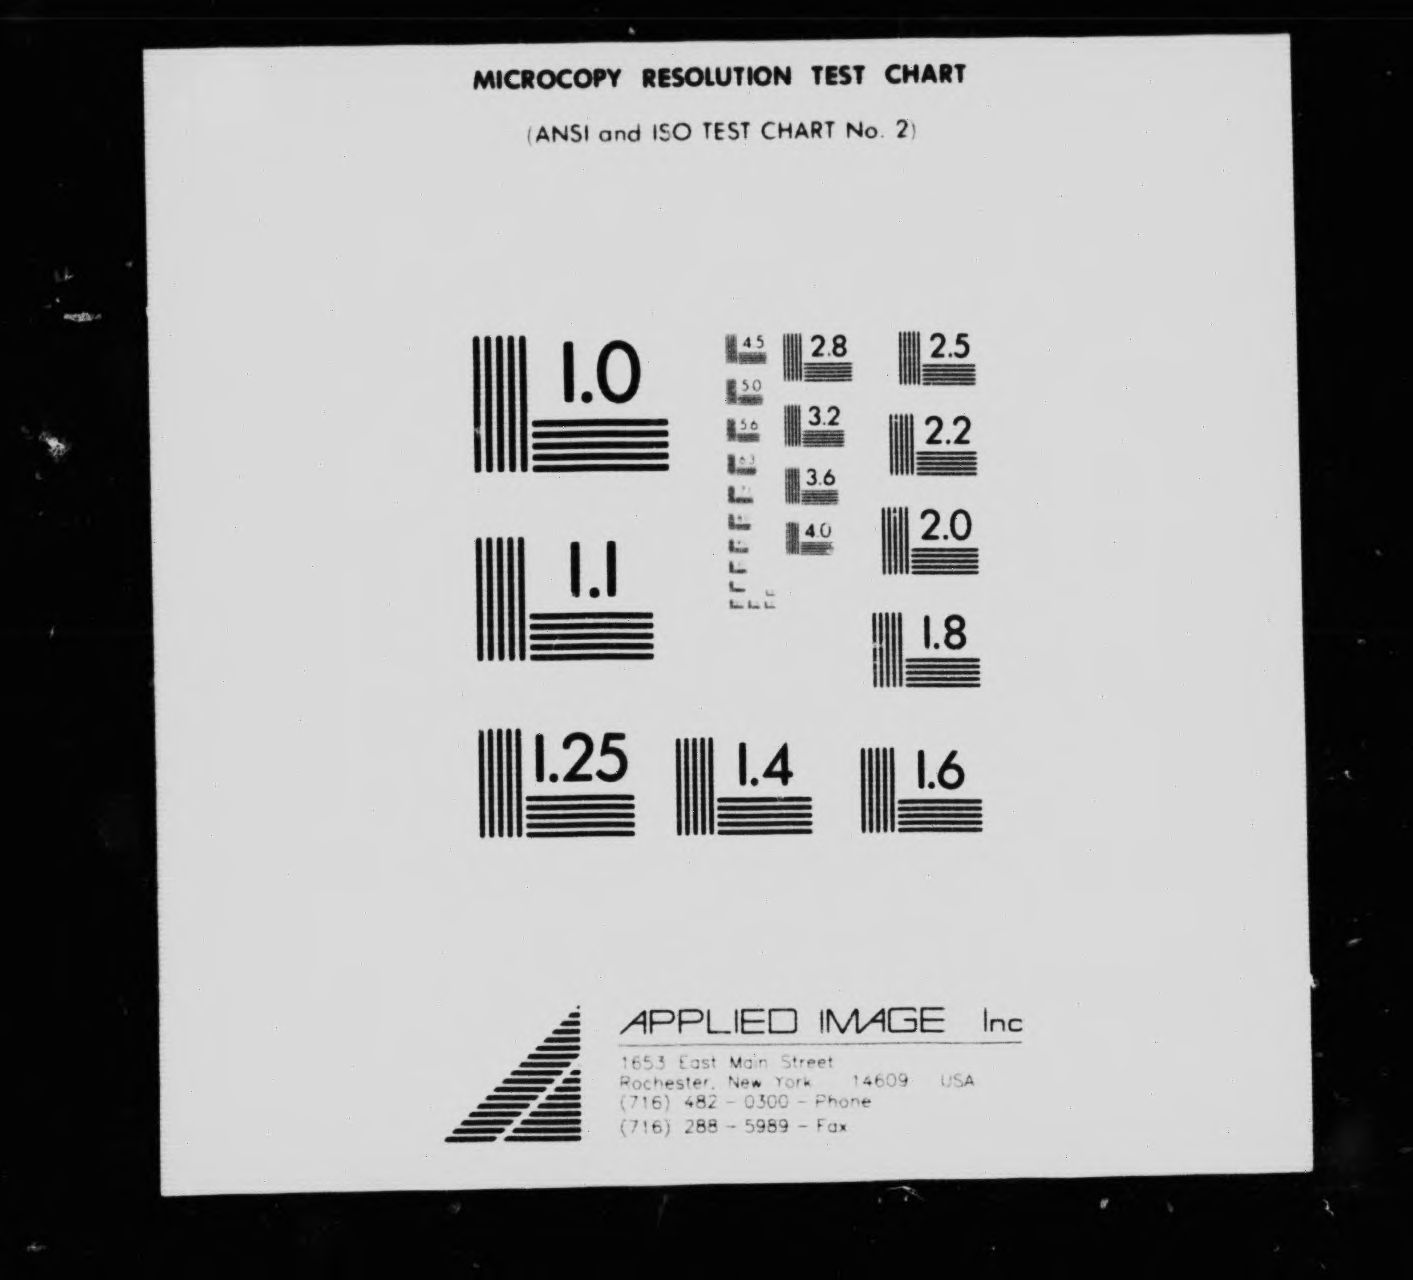 MICROCOPY RESOLUTION TEST CHART
(ANSI and ISO TEST CHART No. 2)
1.0
1.1
1.25
1.4
1.6
1.8
2.0
2.2
2.5
2.8
3.2
3.6
4.0
4.5
5.0
5.6
6.3
APPLIED IMAGE Inc
1653 East Main Street
Rochester, New York 14609 USA
(716) 482 - 0300 - Phone
(716) 288 - 5989 - Fax